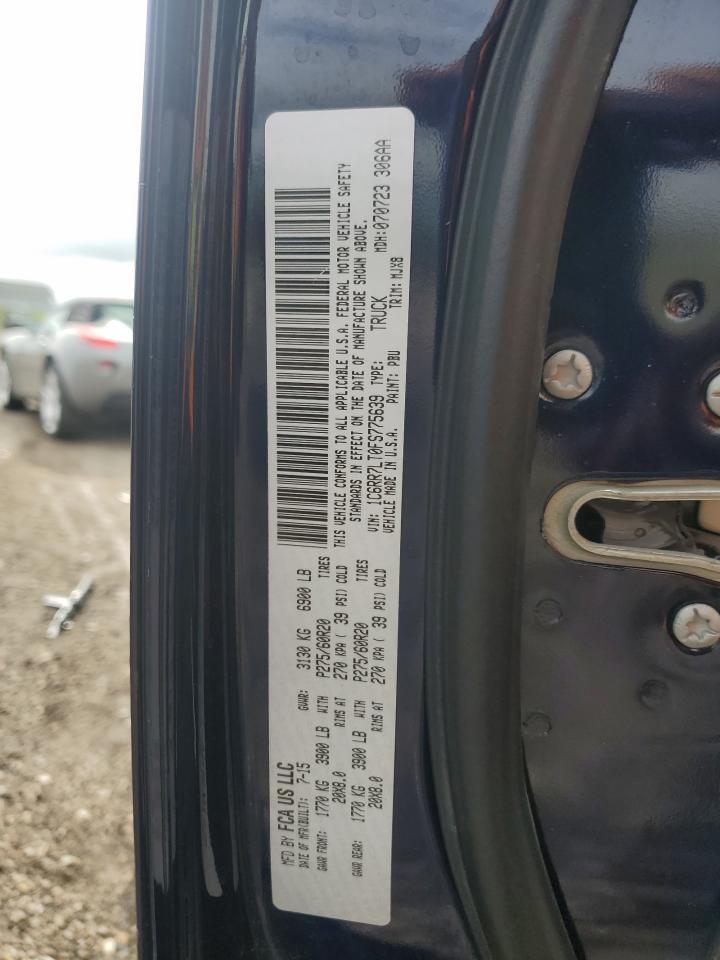 MFD BY FCA US LLC
DATE OF MFR(BUILT): 7-15 GVWR: 3130 KG 6900 LB
GAWR FRONT: 1770 KG 3900 LB WITH P275/60R20 TIRES
20X8.0 RIMS AT 270 KPA ( 39 PSI) COLD
GAWR REAR: 1770 KG 3900 LB WITH P275/60R20 TIRES
20X8.0 RIMS AT 270 KPA ( 39 PSI) COLD
THIS VEHICLE CONFORMS TO ALL APPLICABLE U.S.A. FEDERAL MOTOR VEHICLE SAFETY
STANDARDS IN EFFECT ON THE DATE OF MANUFACTURE SHOWN ABOVE.
VIN: 1C6RR7LT0FS775639 TYPE: TRUCK MDH:070723 306AA
VEHICLE MADE IN U.S.A. PAINT: PBU TRIM: MJX8